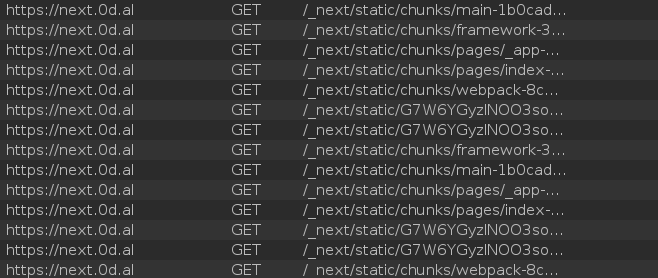 https://next.0d.al GET /_next/static/chunks/main-1b0cad...
https://next.0d.al GET /_next/static/chunks/framework-3...
https://next.0d.al GET /_next/static/chunks/pages/_app-...
https://next.0d.al GET /_next/static/chunks/pages/index-...
https://next.0d.al GET /_next/static/chunks/webpack-8c...
https://next.0d.al GET /_next/static/G7W6YGyzlNOO3so...
https://next.0d.al GET /_next/static/G7W6YGyzlNOO3so...
https://next.0d.al GET /_next/static/chunks/framework-3...
https://next.0d.al GET /_next/static/chunks/main-1b0cad...
https://next.0d.al GET /_next/static/chunks/pages/_app-...
https://next.0d.al GET /_next/static/chunks/pages/index-...
https://next.0d.al GET /_next/static/G7W6YGyzlNOO3so...
https://next.0d.al GET /_next/static/G7W6YGyzlNOO3so...
https://next.0d.al GET /_next/static/chunks/webpack-8c...